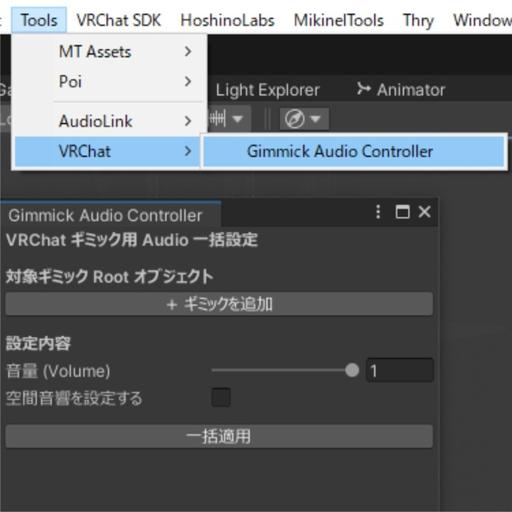 Tools VRChat SDK HoshinoLabs MikinelTools Thry Window
MT Assets
Poi
Light Explorer Animator
AudioLink
VRChat Gimmick Audio Controller
Gimmick Audio Controller
VRChat ギミック用 Audio 一括設定
対象ギミック Root オブジェクト
+ ギミックを追加
設定内容
音量 (Volume) 1
空間音響を設定する
一括適用